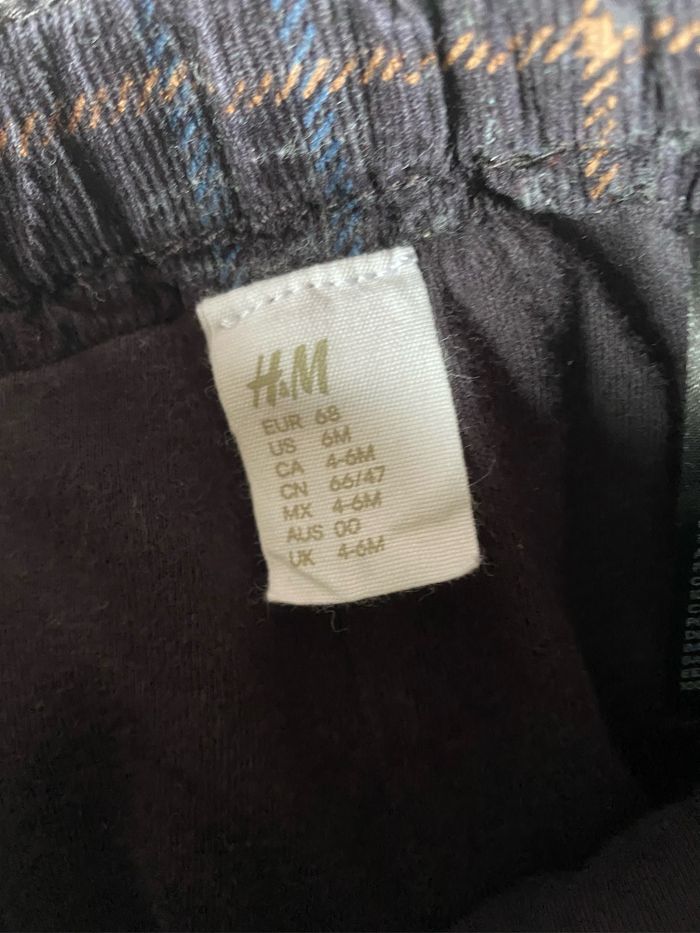 H&M
EUR 68
US 6M
CA 4-6M
CN 66/47
MX 4-6M
AUS 00
UK 4-6M